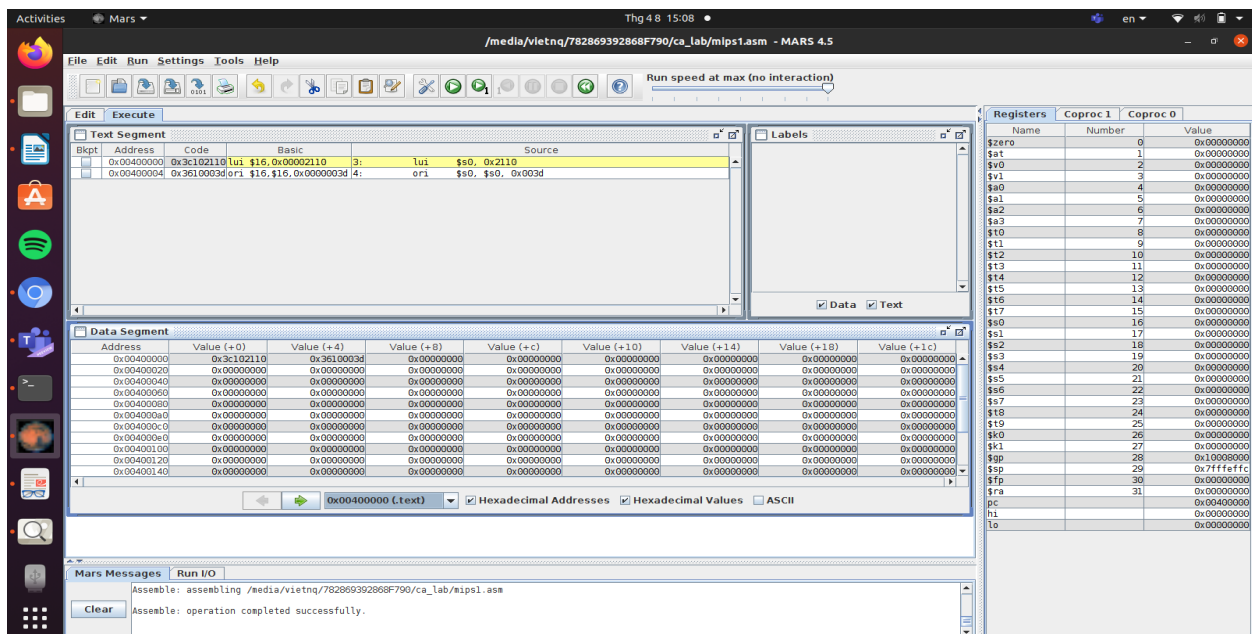 Activities Mars Thg 4 8 15:08 en
/media/vietnq/782869392868F790/ca_lab/mips1.asm - MARS 4.5
File Edit Run Settings Tools Help
Run speed at max (no interaction)
Edit Execute
Text Segment
Bkpt Address Code Basic Source
0x00400000 0x3c102110 lui $16,0x00002110 3: lui $s0, 0x2110
0x00400004 0x3610003d ori $16,$16,0x0000003d 4: ori $s0, $s0, 0x003d
Labels
Data Text
Data Segment
Address Value (+0) Value (+4) Value (+8) Value (+c) Value (+10) Value (+14) Value (+18) Value (+1c)
0x00400000 0x3c102110 0x3610003d 0x00000000 0x00000000 0x00000000 0x00000000 0x00000000 0x00000000
0x00400020 0x00000000 0x00000000 0x00000000 0x00000000 0x00000000 0x00000000 0x00000000 0x00000000
0x00400040 0x00000000 0x00000000 0x00000000 0x00000000 0x00000000 0x00000000 0x00000000 0x00000000
0x00400060 0x00000000 0x00000000 0x00000000 0x00000000 0x00000000 0x00000000 0x00000000 0x00000000
0x00400080 0x00000000 0x00000000 0x00000000 0x00000000 0x00000000 0x00000000 0x00000000 0x00000000
0x004000a0 0x00000000 0x00000000 0x00000000 0x00000000 0x00000000 0x00000000 0x00000000 0x00000000
0x004000c0 0x00000000 0x00000000 0x00000000 0x00000000 0x00000000 0x00000000 0x00000000 0x00000000
0x004000e0 0x00000000 0x00000000 0x00000000 0x00000000 0x00000000 0x00000000 0x00000000 0x00000000
0x00400100 0x00000000 0x00000000 0x00000000 0x00000000 0x00000000 0x00000000 0x00000000 0x00000000
0x00400120 0x00000000 0x00000000 0x00000000 0x00000000 0x00000000 0x00000000 0x00000000 0x00000000
0x00400140 0x00000000 0x00000000 0x00000000 0x00000000 0x00000000 0x00000000 0x00000000 0x00000000
0x00400000 (.text) Hexadecimal Addresses Hexadecimal Values ASCII
Mars Messages Run I/O
Assemble: assembling /media/vietnq/782869392868F790/ca_lab/mips1.asm
Clear
Assemble: operation completed successfully.
Registers Coproc 1 Coproc 0
Name Number Value
$zero 0 0x00000000
$at 1 0x00000000
$v0 2 0x00000000
$v1 3 0x00000000
$a0 4 0x00000000
$a1 5 0x00000000
$a2 6 0x00000000
$a3 7 0x00000000
$t0 8 0x00000000
$t1 9 0x00000000
$t2 10 0x00000000
$t3 11 0x00000000
$t4 12 0x00000000
$t5 13 0x00000000
$t6 14 0x00000000
$t7 15 0x00000000
$s0 16 0x00000000
$s1 17 0x00000000
$s2 18 0x00000000
$s3 19 0x00000000
$s4 20 0x00000000
$s5 21 0x00000000
$s6 22 0x00000000
$s7 23 0x00000000
$t8 24 0x00000000
$t9 25 0x00000000
$k0 26 0x00000000
$k1 27 0x00000000
$gp 28 0x10008000
$sp 29 0x7fffeffc
$fp 30 0x00000000
$ra 31 0x00000000
pc 0x00400000
hi 0x00000000
lo 0x00000000